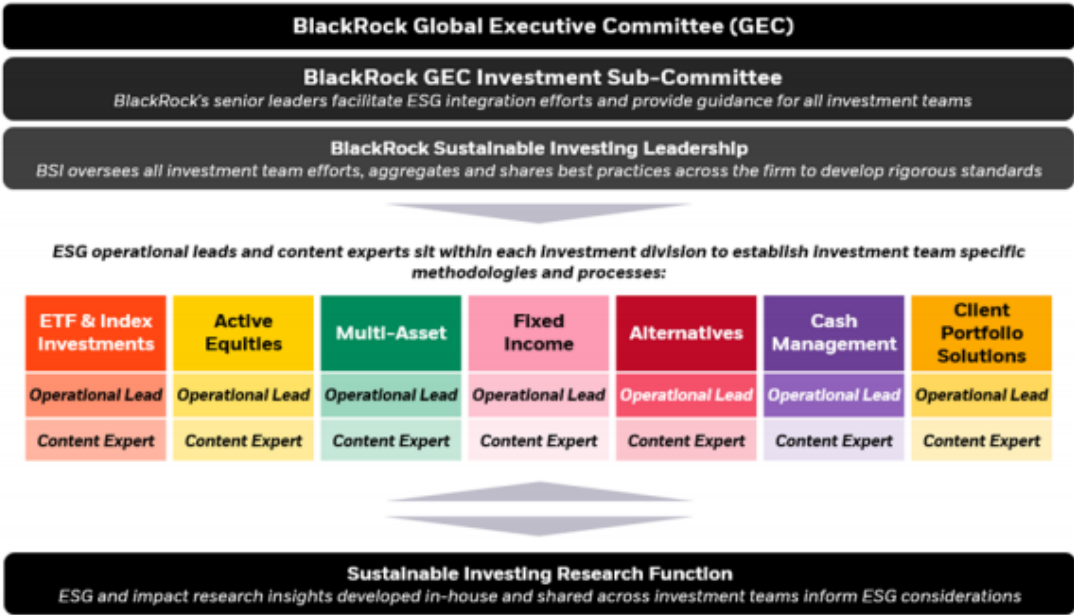 BlackRock Global Executive Committee (GEC)
BlackRock GEC Investment Sub-Committee
BlackRock's senior leaders facilitate ESG integration efforts and provide guidance for all investment teams
BlackRock Sustainable Investing Leadership
BSI oversees all investment team efforts, aggregates and shares best practices across the firm to develop rigorous standards
ESG operational leads and content experts sit within each investment division to establish investment team specific
methodologies and processes:
ETF & Index
Investments
Operational Lead
Content Expert
Active
Equities
Operational Lead
Content Expert
Multi-Asset
Operational Lead
Content Expert
Fixed
Income
Operational Lead
Content Expert
Alternatives
Operational Lead
Content Expert
Cash
Management
Operational Lead
Content Expert
Client
Portfolio
Solutions
Operational Lead
Content Expert
Sustainable Investing Research Function
ESG and impact research insights developed in-house and shared across investment teams inform ESG considerations